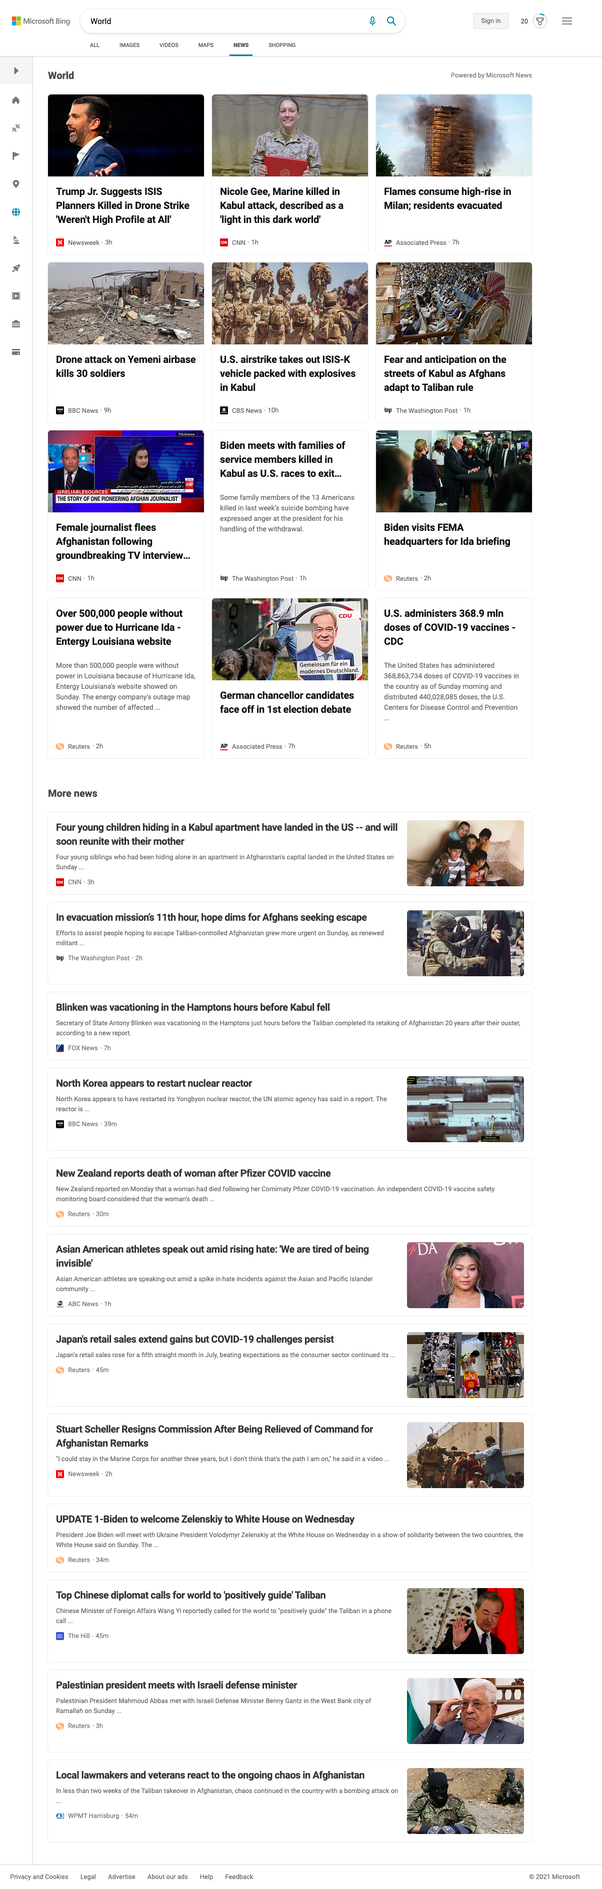 Microsoft Bing
World
Sign in
20
ALL IMAGES VIDEOS MAPS NEWS SHOPPING
World
Powered by Microsoft News
Trump Jr. Suggests ISIS
Planners Killed in Drone Strike
'Weren't High Profile at All'
Newsweek · 3h
Nicole Gee, Marine killed in
Kabul attack, described as a
'light in this dark world'
CNN · 1h
Flames consume high-rise in
Milan; residents evacuated
Associated Press · 7h
Drone attack on Yemeni airbase
kills 30 soldiers
BBC News · 9h
U.S. airstrike takes out ISIS-K
vehicle packed with explosives
in Kabul
CBS News · 10h
Fear and anticipation on the
streets of Kabul as Afghans
adapt to Taliban rule
The Washington Post · 1h
RELIABLESOURCES
THE STORY OF ONE PIONEERING AFGHAN JOURNALIST
Female journalist flees
Afghanistan following
groundbreaking TV interview...
CNN · 1h
Biden meets with families of
service members killed in
Kabul as U.S. races to exit...
Some family members of the 13 Americans
killed in last week's suicide bombing have
expressed anger at the president for his
handling of the withdrawal.
The Washington Post · 1h
Biden visits FEMA
headquarters for Ida briefing
Reuters · 2h
Over 500,000 people without
power due to Hurricane Ida -
Entergy Louisiana website
More than 500,000 people were without
power in Louisiana because of Hurricane Ida,
Entergy Louisiana's website showed on
Sunday. The energy company's outage map
showed the number of affected ...
Reuters · 2h
CDU
Gemeinsam für ein
modernes Deutschland.
German chancellor candidates
face off in 1st election debate
Associated Press · 7h
U.S. administers 368.9 mln
doses of COVID-19 vaccines -
CDC
The United States has administered
368,863,734 doses of COVID-19 vaccines in
the country as of Sunday morning and
distributed 440,028,085 doses, the U.S.
Centers for Disease Control and Prevention
...
Reuters · 5h
More news
Four young children hiding in a Kabul apartment have landed in the US -- and will
soon reunite with their mother
Four young siblings who had been hiding alone in an apartment in Afghanistan's capital landed in the United States on
Sunday ...
CNN · 3h
In evacuation mission's 11th hour, hope dims for Afghans seeking escape
Efforts to assist people hoping to escape Taliban-controlled Afghanistan grew more urgent on Sunday, as renewed
militant ...
The Washington Post · 2h
Blinken was vacationing in the Hamptons hours before Kabul fell
Secretary of State Antony Blinken was vacationing in the Hamptons just hours before the Taliban completed its retaking of Afghanistan 20 years after their ouster,
according to a new report.
FOX News · 7h
North Korea appears to restart nuclear reactor
North Korea appears to have restarted its Yongbyon nuclear reactor, the UN atomic agency has said in a report. The
reactor is ...
BBC News · 39m
New Zealand reports death of woman after Pfizer COVID vaccine
New Zealand reported on Monday that a woman had died following her Comirnaty Pfizer COVID-19 vaccination. An independent COVID-19 vaccine safety
monitoring board considered that the woman's death ...
Reuters · 30m
Asian American athletes speak out amid rising hate: 'We are tired of being
invisible'
Asian American athletes are speaking out amid a spike in hate incidents against the Asian and Pacific Islander
community ...
ABC News · 1h
Japan's retail sales extend gains but COVID-19 challenges persist
Japan's retail sales rose for a fifth straight month in July, beating expectations as the consumer sector continued its ...
Reuters · 45m
Stuart Scheller Resigns Commission After Being Relieved of Command for
Afghanistan Remarks
"I could stay in the Marine Corps for another three years, but I don't think that's the path I am on," he said in a video ...
Newsweek · 2h
UPDATE 1-Biden to welcome Zelenskiy to White House on Wednesday
President Joe Biden will meet with Ukraine President Volodymyr Zelenskiy at the White House on Wednesday in a show of solidarity between the two countries, the
White House said on Sunday. The ...
Reuters · 34m
Top Chinese diplomat calls for world to 'positively guide' Taliban
Chinese Minister of Foreign Affairs Wang Yi reportedly called for the world to "positively guide" the Taliban in a phone
call ...
The Hill · 45m
Palestinian president meets with Israeli defense minister
Palestinian President Mahmoud Abbas met with Israeli Defense Minister Benny Gantz in the West Bank city of
Ramallah on Sunday ...
Reuters · 3h
Local lawmakers and veterans react to the ongoing chaos in Afghanistan
In less than two weeks of the Taliban takeover in Afghanistan, chaos continued in the country with a bombing attack on
...
WPMT Harrisburg · 54m
Privacy and Cookies Legal Advertise About our ads Help Feedback
© 2021 Microsoft